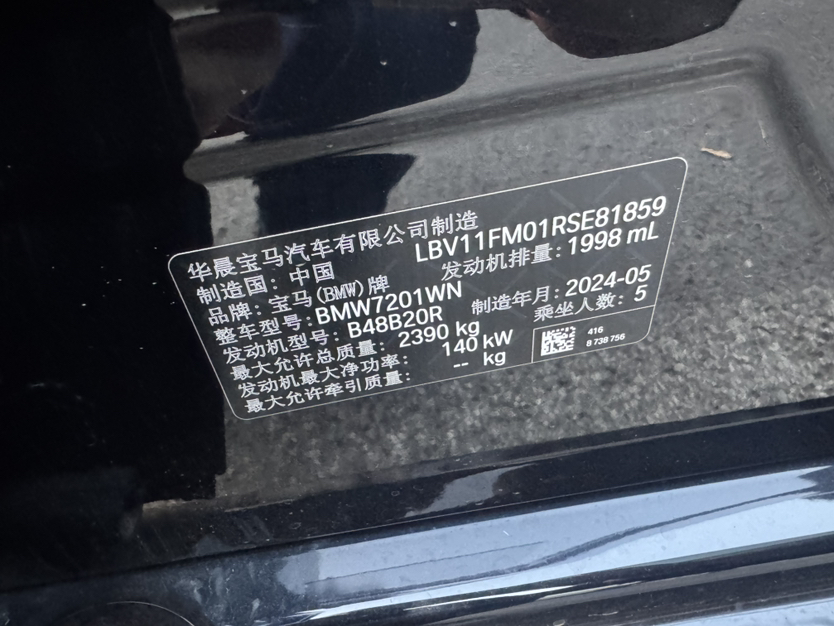 华晨宝马汽车有限公司制造
制造国：中国 LBV11FM01RSE81859
品牌：宝马(BMW)牌 发动机排量：1998 mL
整车型号：BMW7201WN
发动机型号：B48B20R 制造年月：2024-05
最大允许总质量：2390 kg 乘坐人数：5
发动机最大净功率：140 kW
最大允许牵引质量：-- kg
416
8 738 756